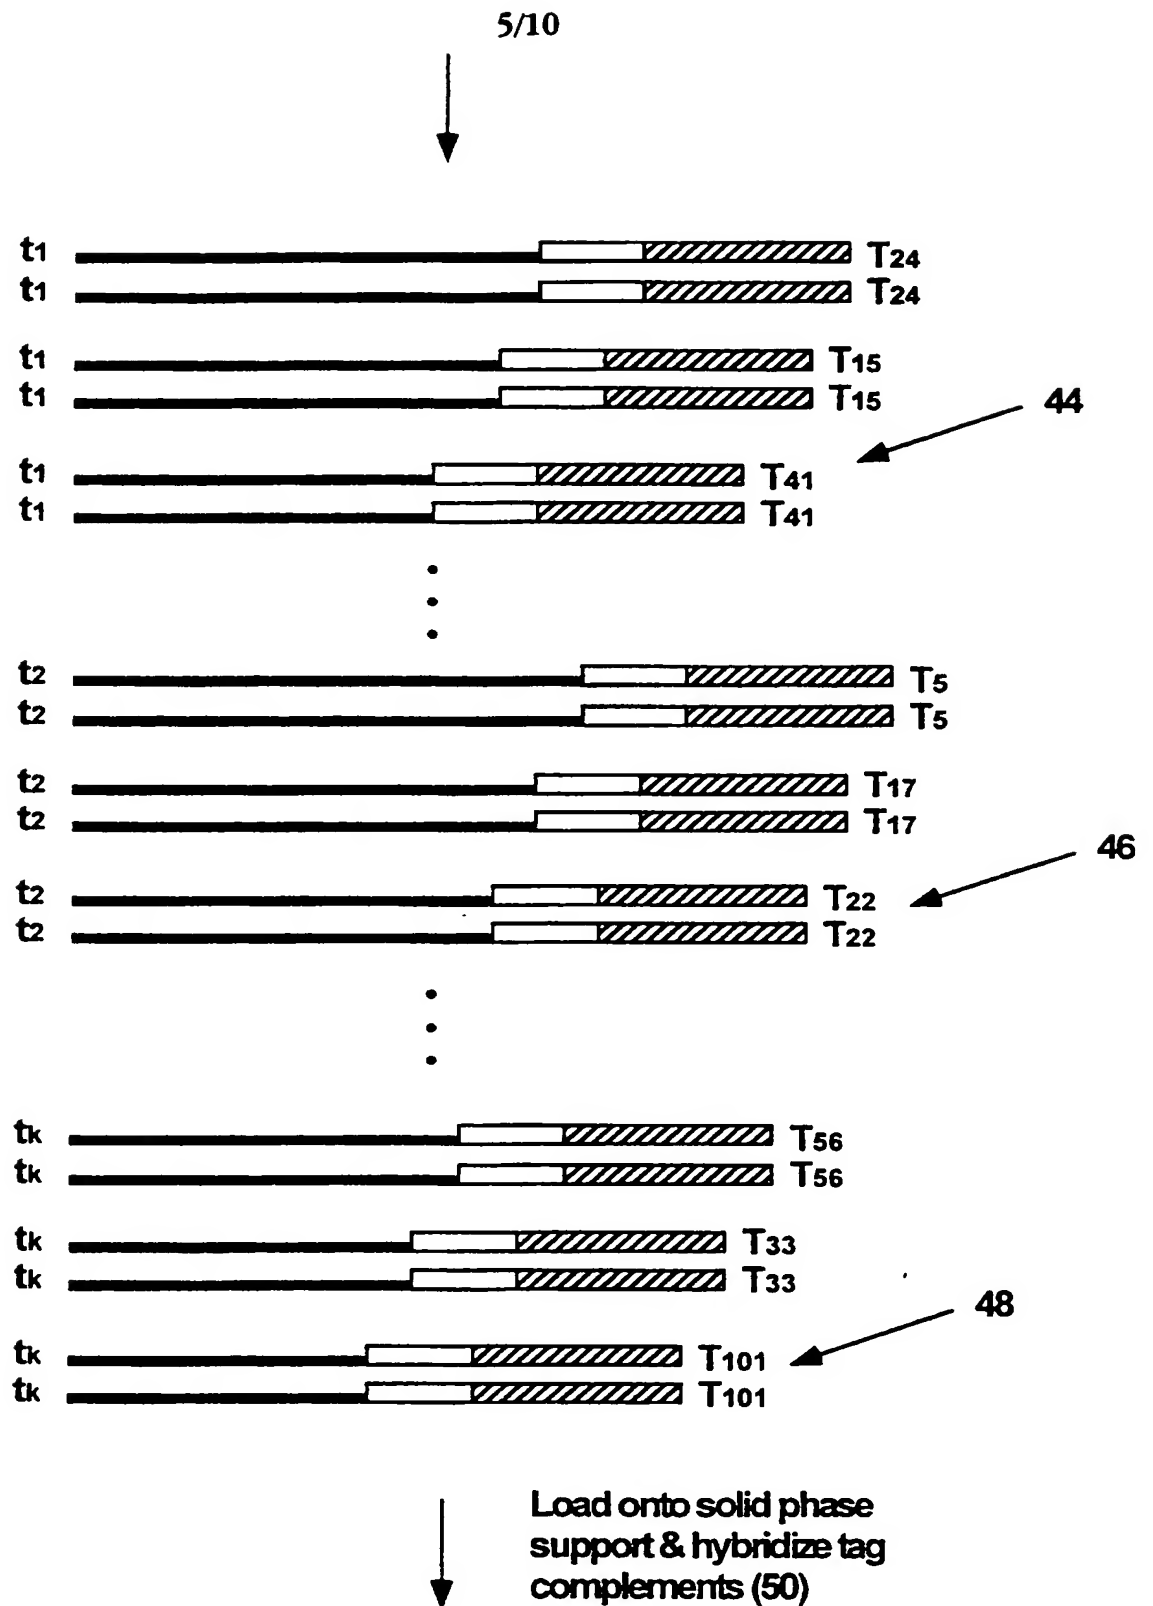 5/10
t1 T24
t1 T24
t1 T15
t1 T15
44
t1 T41
t1 T41
t2 T5
t2 T5
t2 T17
t2 T17
46
t2 T22
t2 T22
tk T56
tk T56
tk T33
tk T33
48
tk T101
tk T101
Load onto solid phase
support & hybridize tag
complements (50)